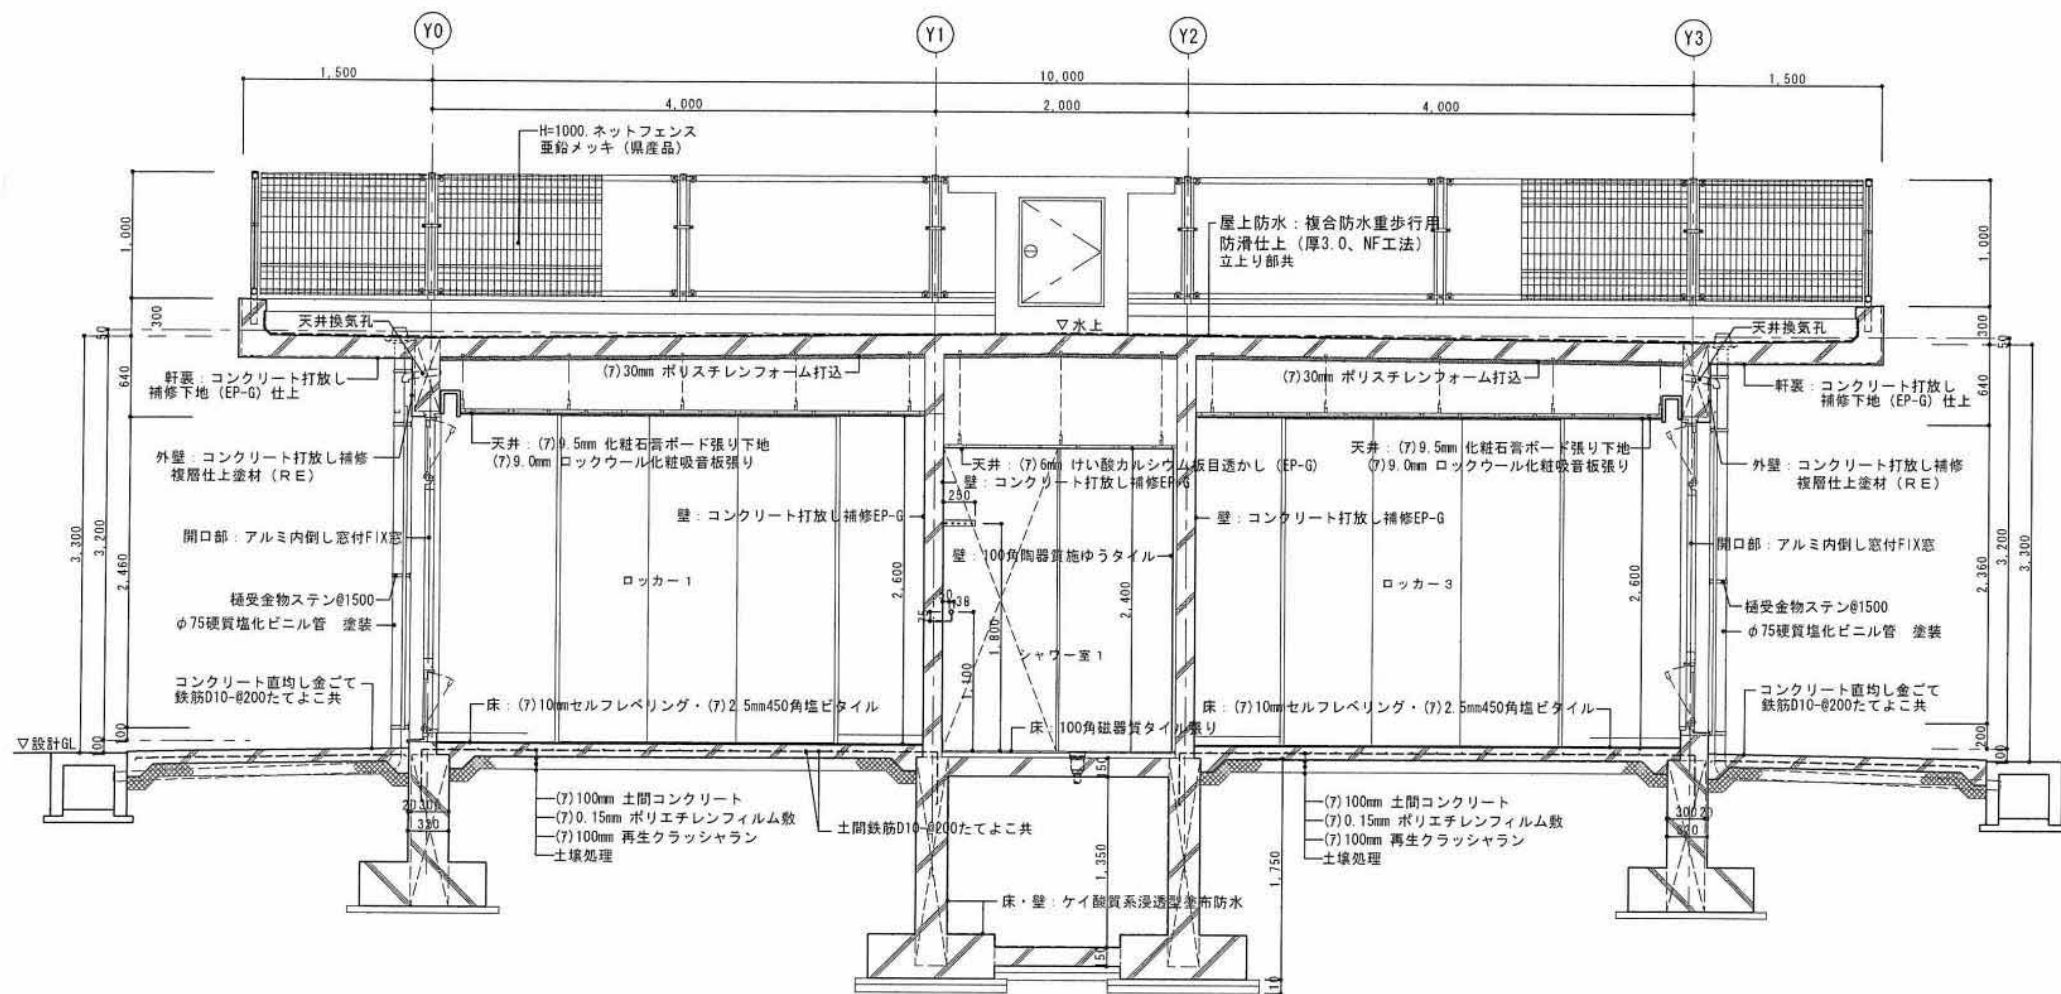 Y0
Y1
Y2
Y3
1,500
10,000
1,500
4,000
2,000
4,000
H=1000.ネットフェンス
亜鉛メッキ（県産品）
屋上防水：複合防水重歩行用
防滑仕上（厚3.0、NF工法）
立上り部共
1,000
300
50
640
3,300
3,200
2,460
100
100
1,000
300
50
640
3,200
3,300
2,360
200
100
天井換気孔
▽水上
天井換気孔
軒裏：コンクリート打放し
補修下地（EP-G）仕上
(ｱ)30mm ポリスチレンフォーム打込
(ｱ)30mm ポリスチレンフォーム打込
軒裏：コンクリート打放し
補修下地（EP-G）仕上
天井：(ｱ)9.5mm 化粧石膏ボード張り下地
(ｱ)9.0mm ロックウール化粧吸音板張り
天井：(ｱ)6mm けい酸カルシウム板目透かし（EP-G）
壁：コンクリート打放し補修EP-G
天井：(ｱ)9.5mm 化粧石膏ボード張り下地
(ｱ)9.0mm ロックウール化粧吸音板張り
外壁：コンクリート打放し補修
複層仕上塗材（ＲＥ）
外壁：コンクリート打放し補修
複層仕上塗材（ＲＥ）
250
壁：コンクリート打放し補修EP-G
壁：コンクリート打放し補修EP-G
開口部：アルミ内倒し窓付FIX窓
壁：100角陶器質施ゆうタイル
開口部：アルミ内倒し窓付FIX窓
ロッカー１
2,600
2,400
ロッカー３
2,600
樋受金物ステン@1500
樋受金物ステン@1500
φ75硬質塩化ビニル管　塗装
38
75
1,800
1,100
シャワー室１
φ75硬質塩化ビニル管　塗装
コンクリート直均し金ごて
鉄筋D10-@200たてよこ共
床：(ｱ)10mmセルフレベリング・(ｱ)2.5mm450角塩ビタイル
床：100角磁器質タイル張り
床：(ｱ)10mmセルフレベリング・(ｱ)2.5mm450角塩ビタイル
コンクリート直均し金ごて
鉄筋D10-@200たてよこ共
▽設計GL
150
(ｱ)100mm 土間コンクリート
(ｱ)0.15mm ポリエチレンフィルム敷
(ｱ)100mm 再生クラッシャラン
土壌処理
土間鉄筋D10-@200たてよこ共
(ｱ)100mm 土間コンクリート
(ｱ)0.15mm ポリエチレンフィルム敷
(ｱ)100mm 再生クラッシャラン
土壌処理
20300
320
30020
320
1,350
1,750
床・壁：ケイ酸質系浸透型塗布防水
150
10